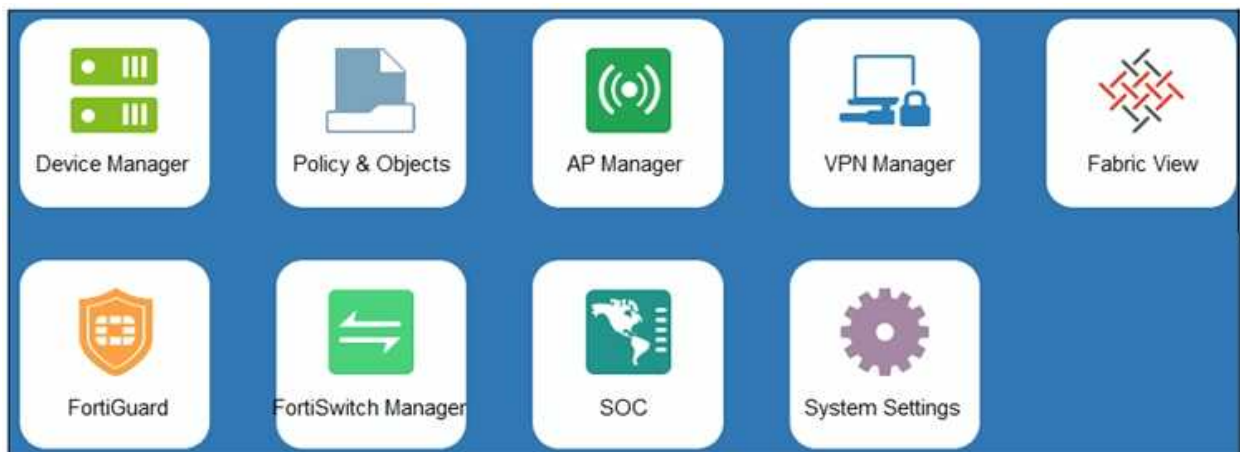 Device Manager
Policy & Objects
AP Manager
VPN Manager
Fabric View
FortiGuard
FortiSwitch Manager
SOC
System Settings